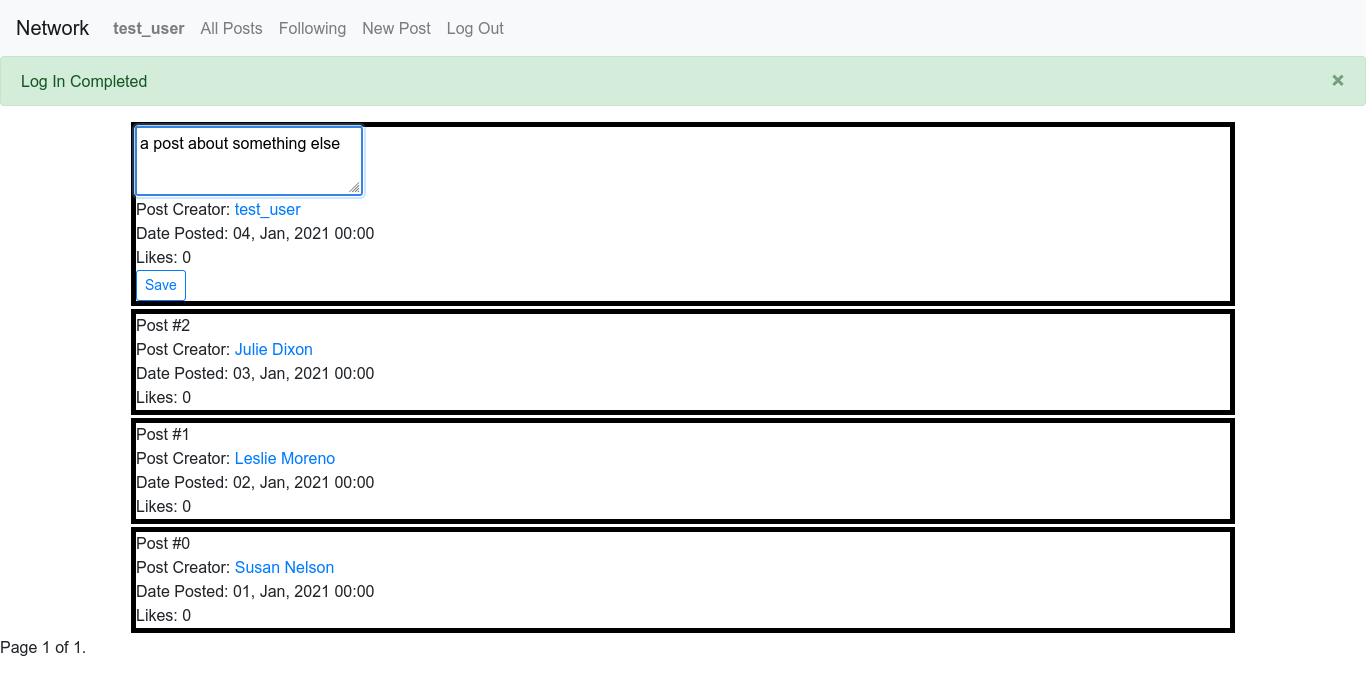 Network test_user All Posts Following New Post Log Out
Log In Completed ×
a post about something else
Post Creator: test_user
Date Posted: 04, Jan, 2021 00:00
Likes: 0
Save
Post #2
Post Creator: Julie Dixon
Date Posted: 03, Jan, 2021 00:00
Likes: 0
Post #1
Post Creator: Leslie Moreno
Date Posted: 02, Jan, 2021 00:00
Likes: 0
Post #0
Post Creator: Susan Nelson
Date Posted: 01, Jan, 2021 00:00
Likes: 0
Page 1 of 1.